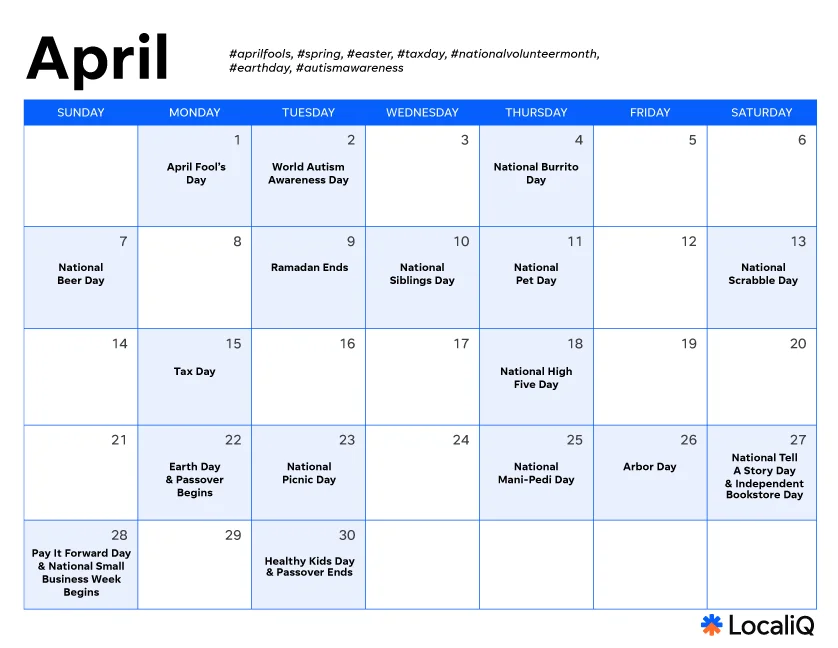 April
#aprilfools, #spring, #easter, #taxday, #nationalvolunteermonth,
#earthday, #autismawareness
SUNDAY MONDAY TUESDAY WEDNESDAY THURSDAY FRIDAY SATURDAY
1
April Fool's
Day
2
World Autism
Awareness Day
3
4
National Burrito
Day
5
6
7
National
Beer Day
8
9
Ramadan Ends
10
National
Siblings Day
11
National
Pet Day
12
13
National
Scrabble Day
14
15
Tax Day
16
17
18
National High
Five Day
19
20
21
22
Earth Day
& Passover
Begins
23
National
Picnic Day
24
25
National
Mani-Pedi Day
26
Arbor Day
27
National Tell
A Story Day
& Independent
Bookstore Day
28
Pay It Forward Day
& National Small
Business Week
Begins
29
30
Healthy Kids Day
& Passover Ends
LocaliQ